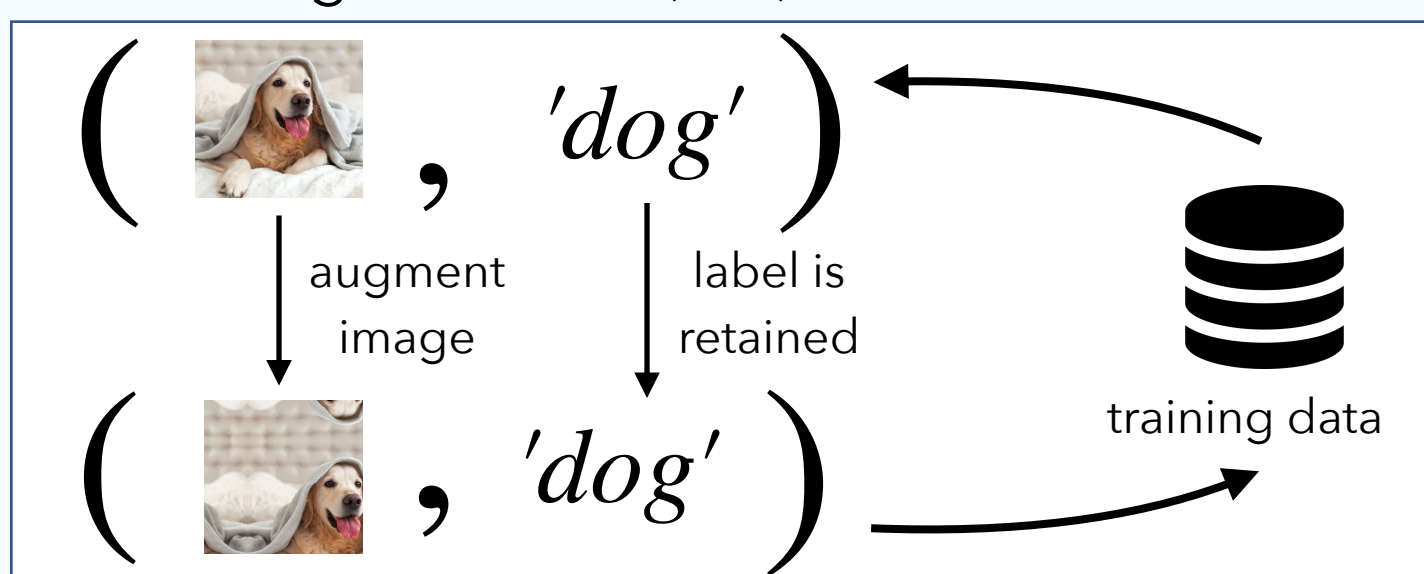 ( , 'dog' )
augment
image
label is
retained
training data
( , 'dog' )